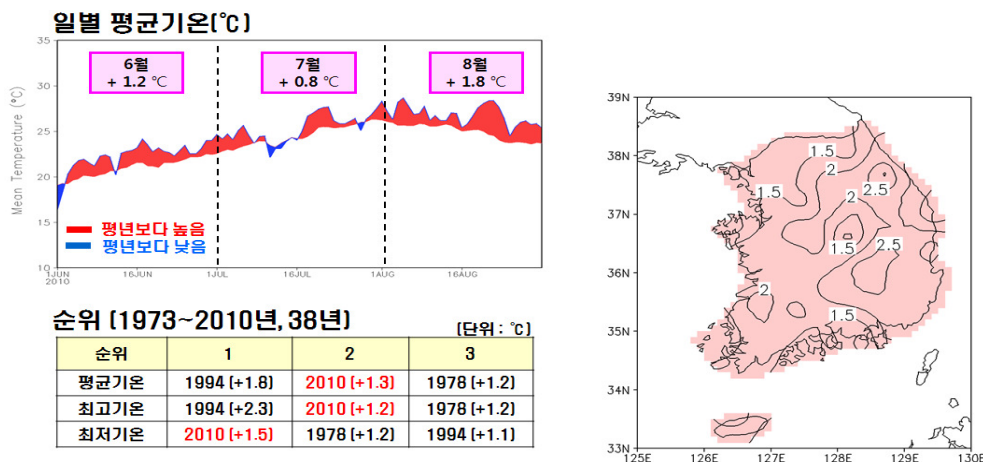 일별 평균기온(℃)
35
30
25
20
15
10
Mean Temperature (℃)
6월
+ 1.2 ℃
7월
+ 0.8 ℃
8월
+ 1.8 ℃
평년보다 높음
평년보다 낮음
1JUN
2010
16JUN
1JUL
16JUL
1AUG
16AUG
순위 (1973~2010년, 38년)
(단위 : ℃)
순위 1 2 3
평균기온 1994 (+1.8) 2010 (+1.3) 1978 (+1.2)
최고기온 1994 (+2.3) 2010 (+1.2) 1978 (+1.2)
최저기온 2010 (+1.5) 1978 (+1.2) 1994 (+1.1)
39N
38N
37N
36N
35N
34N
33N
1.5
2
1.5
2.5
2
1.5
2.5
2
1.5
125E 126E 127E 128E 129E 130E